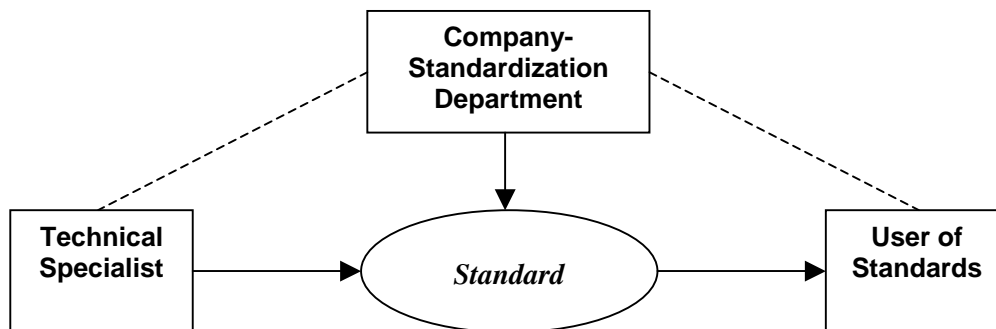 Company-
Standardization
Department
Technical
Specialist
Standard
User of
Standards